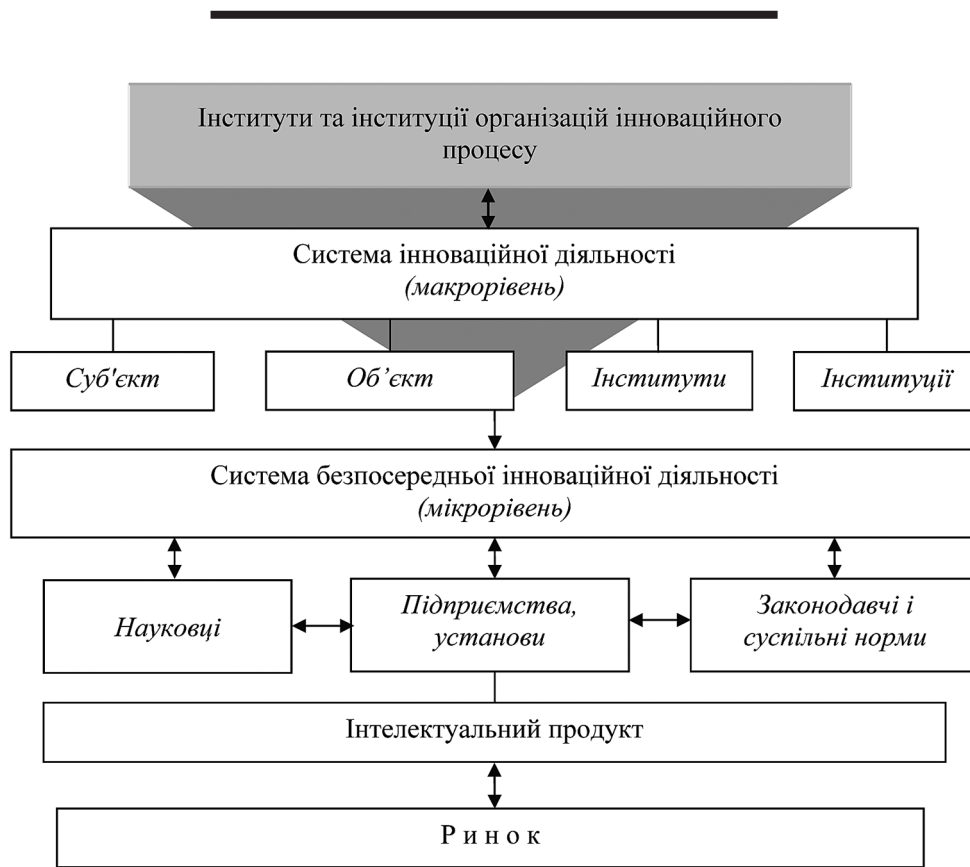 Інститути та інституції організацій інноваційного
процесу
Система інноваційної діяльності
(макрорівень)
Суб'єкт
Об’єкт
Інститути
Інституції
Система безпосередньої інноваційної діяльності
(мікрорівень)
Науковці
Підприємства,
установи
Законодавчі і
суспільні норми
Інтелектуальний продукт
Р и н о к